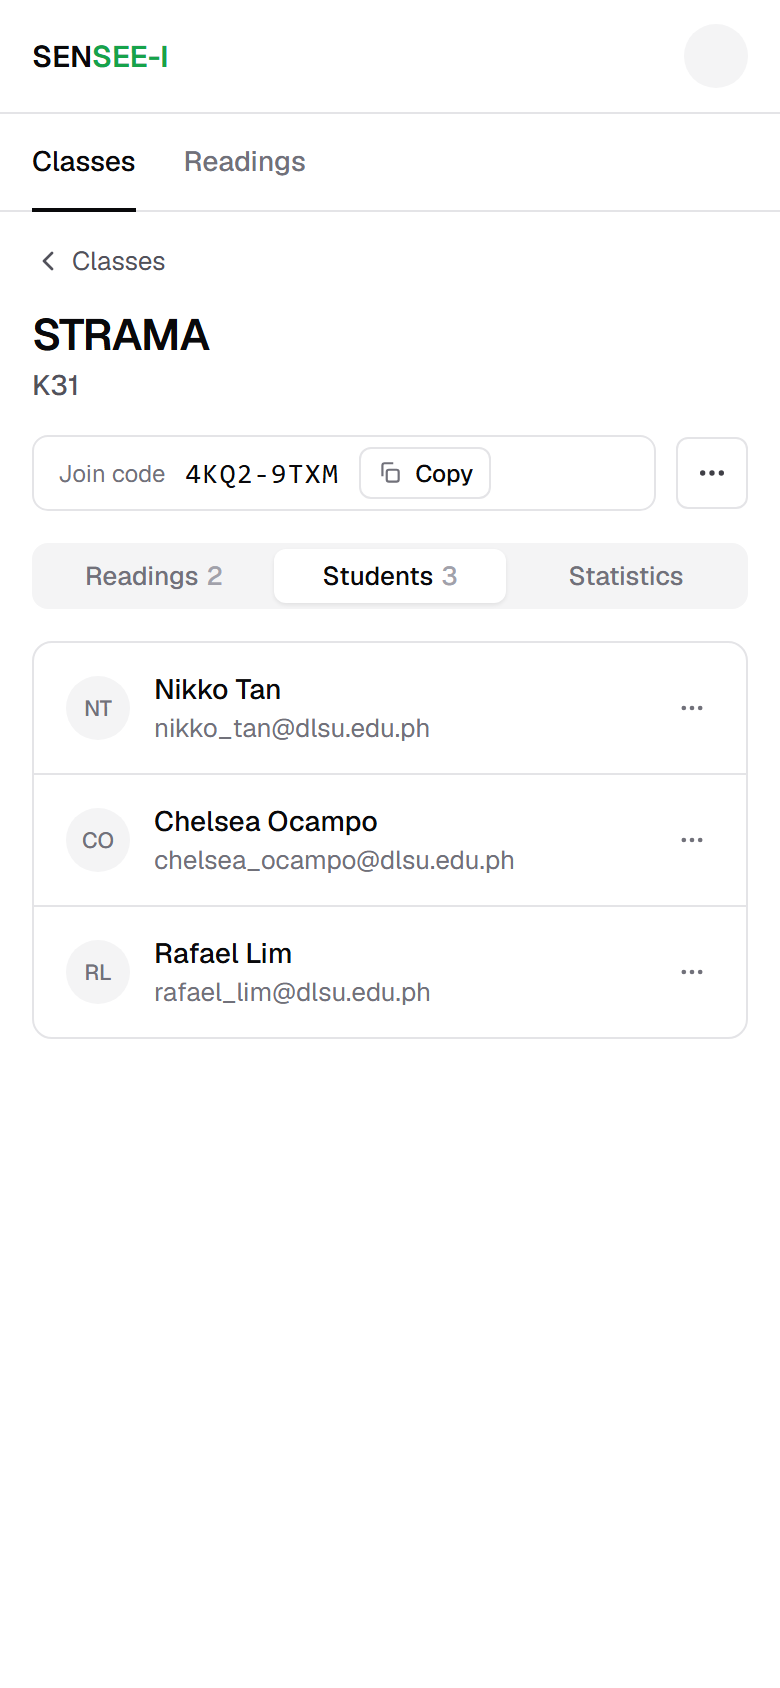 SENSEE-I
Classes Readings
Classes
STRAMA
K31
Join code 4KQ2-9TXM Copy
Readings 2 Students 3 Statistics
NT Nikko Tan
nikko_tan@dlsu.edu.ph
CO Chelsea Ocampo
chelsea_ocampo@dlsu.edu.ph
RL Rafael Lim
rafael_lim@dlsu.edu.ph